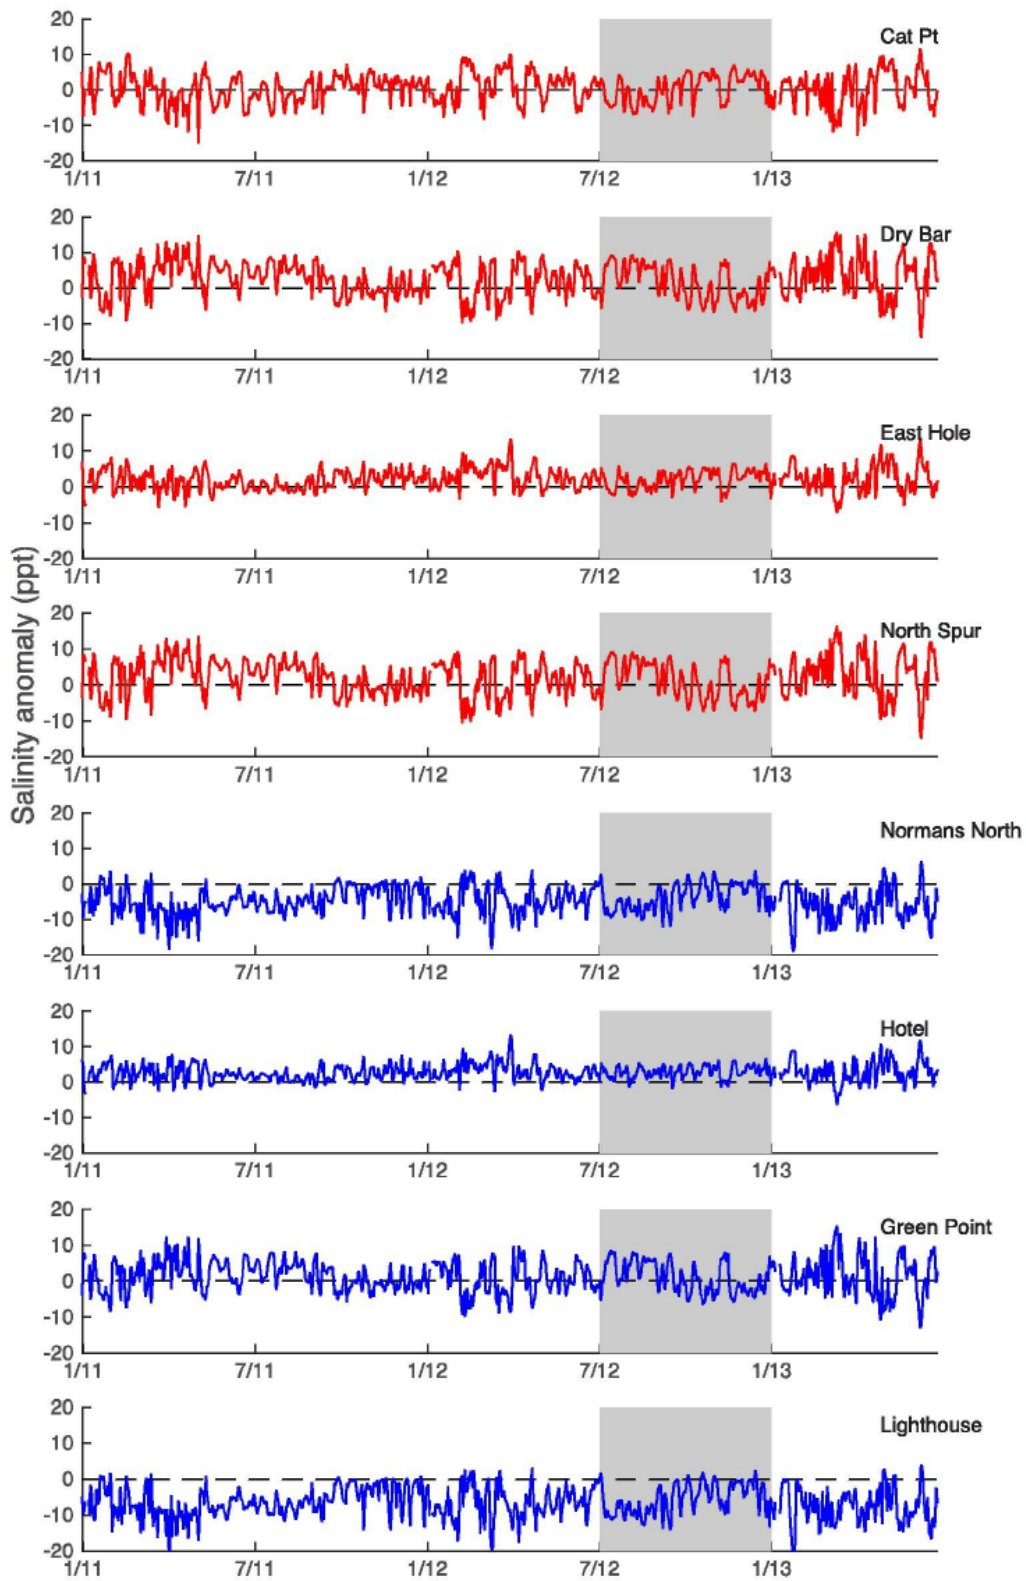 Salinity anomaly (ppt)
20
Cat Pt
10
0
-10
-20
1/11 7/11 1/12 7/12 1/13
20
Dry Bar
10
0
-10
-20
1/11 7/11 1/12 7/12 1/13
20
East Hole
10
0
-10
-20
1/11 7/11 1/12 7/12 1/13
20
North Spur
10
0
-10
-20
1/11 7/11 1/12 7/12 1/13
20
Normans North
10
0
-10
-20
1/11 7/11 1/12 7/12 1/13
20
Hotel
10
0
-10
-20
1/11 7/11 1/12 7/12 1/13
20
Green Point
10
0
-10
-20
1/11 7/11 1/12 7/12 1/13
20
Lighthouse
10
0
-10
-20
1/11 7/11 1/12 7/12 1/13